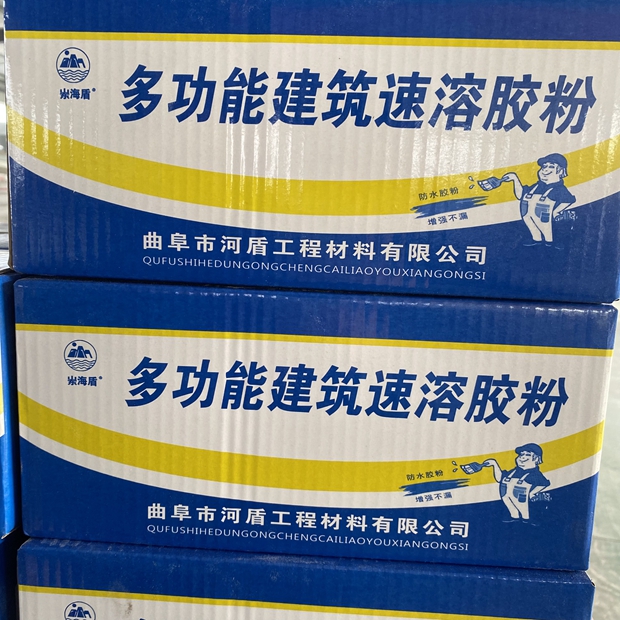 崇海盾®
多功能建筑速溶胶粉
防水胶粉
增强不漏
曲阜市河盾工程材料有限公司
QUFUSHIHEDUNGONGCHENGCAILIAOYOUXIANGONGSI
崇海盾®
多功能建筑速溶胶粉
防水胶粉
增强不漏
曲阜市河盾工程材料有限公司
QUFUSHIHEDUNGONGCHENGCAILIAOYOUXIANGONGSI